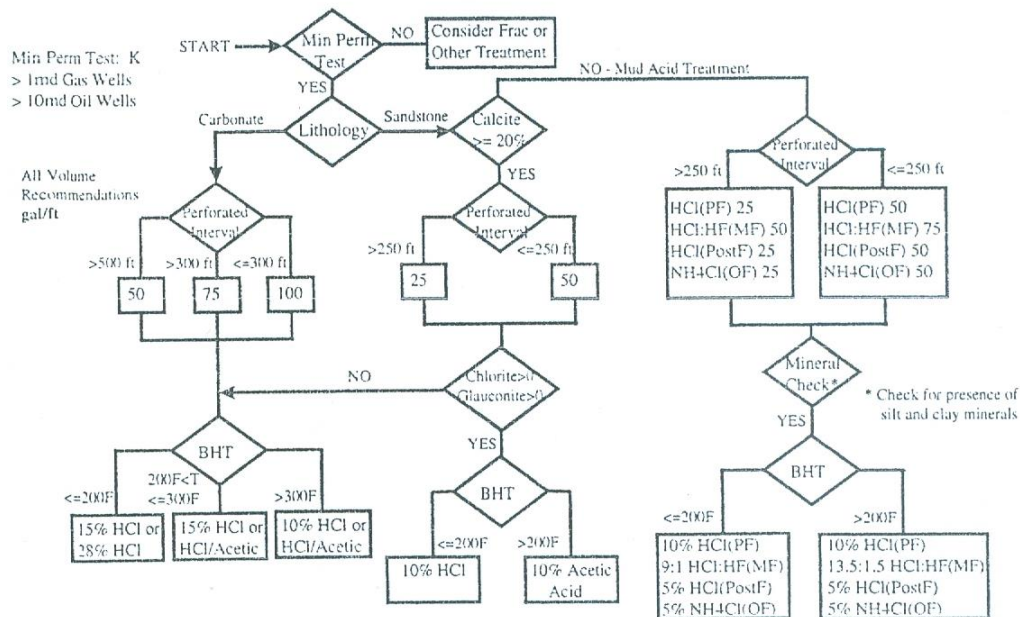 START
Min Perm
Test
NO
Consider Frac or
Other Treatment
Min Perm Test: K
> 1md Gas Wells
> 10md Oil Wells
YES
NO - Mud Acid Treatment
Carbonate
Lithology
Sandstone
Calcite
>= 20%
YES
All Volume
Recommendations
gal/ft
Perforated
Interval
>500 ft
>300 ft
<=300 ft
50
75
100
Perforated
Interval
>250 ft
<=250 ft
25
50
Perforated
Interval
>250 ft
<=250 ft
HCl(PF) 25
HCl:HF(MF) 50
HCl(PostF) 25
NH4Cl(OF) 25
HCl(PF) 50
HCl:HF(MF) 75
HCl(PostF) 50
NH4Cl(OF) 50
NO
Chlorite>0
Glauconite>0
YES
Mineral
Check*
* Check for presence of
silt and clay minerals
YES
BHT
<=200F
200F<T
<=300F
>300F
15% HCl or
28% HCl
15% HCl or
HCl/Acetic
10% HCl or
HCl/Acetic
BHT
<=200F
>200F
10% HCl
10% Acetic
Acid
BHT
<=200F
>200F
10% HCl(PF)
9:1 HCl:HF(MF)
5% HCl(PostF)
5% NH4Cl(OF)
10% HCl(PF)
13.5:1.5 HCl:HF(MF)
5% HCl(PostF)
5% NH4Cl(OF)